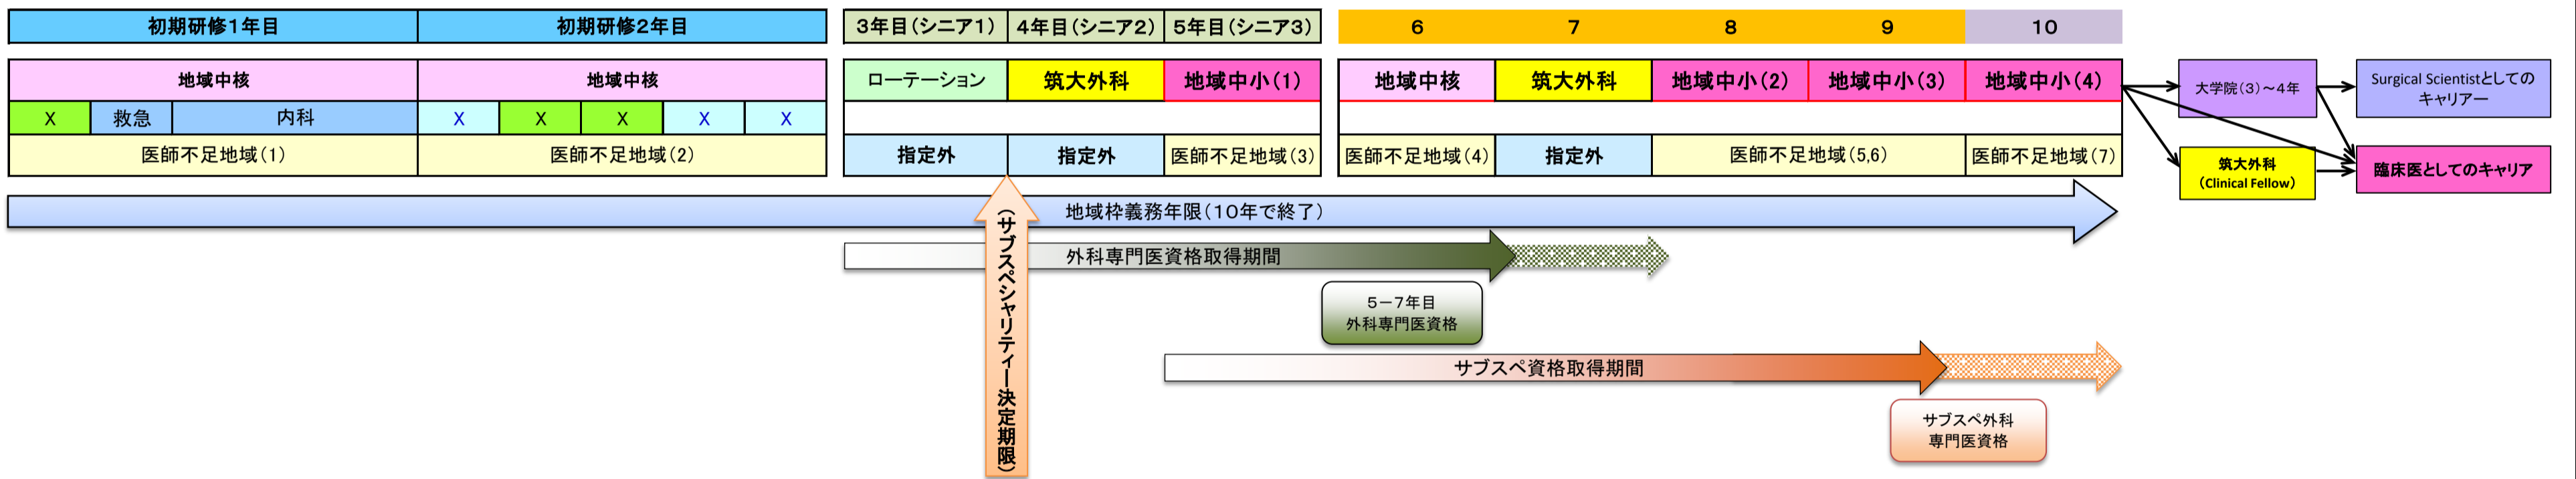 初期研修1年目
初期研修2年目
3年目(シニア1)
4年目(シニア2)
5年目(シニア3)
6
7
8
9
10
地域中核
地域中核
ローテーション
筑大外科
地域中小(1)
地域中核
筑大外科
地域中小(2)
地域中小(3)
地域中小(4)
X
救急
内科
X
X
X
X
X
医師不足地域(1)
医師不足地域(2)
指定外
指定外
医師不足地域(3)
医師不足地域(4)
指定外
医師不足地域(5,6)
医師不足地域(7)
大学院(3)~4年
Surgical Scientistとしての
キャリアー
筑大外科
(Clinical Fellow)
臨床医としてのキャリア
地域枠義務年限(10年で終了)
(サブスペシャリティー決定期限)
外科専門医資格取得期間
5-7年目
外科専門医資格
サブスペ資格取得期間
サブスペ外科
専門医資格